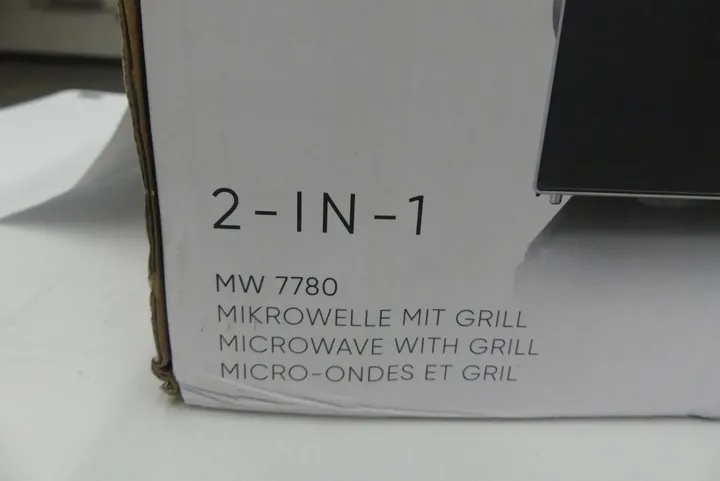 2-IN-1
MW 7780
MIKROWELLE MIT GRILL
MICROWAVE WITH GRILL
MICRO-ONDES ET GRIL